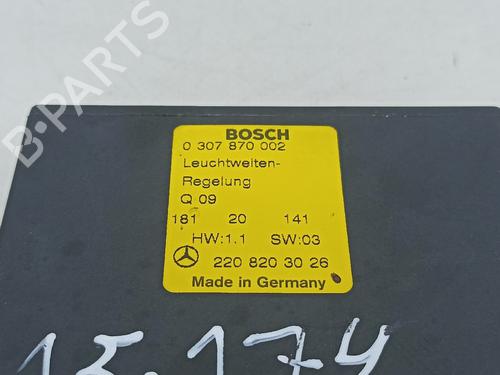 BOSCH
0 307 870 002
Leuchtweiten-
Regelung
Q 09
181 20 141
HW:1.1 SW:03
220 820 30 26
Made in Germany
15.174
B-PARTS